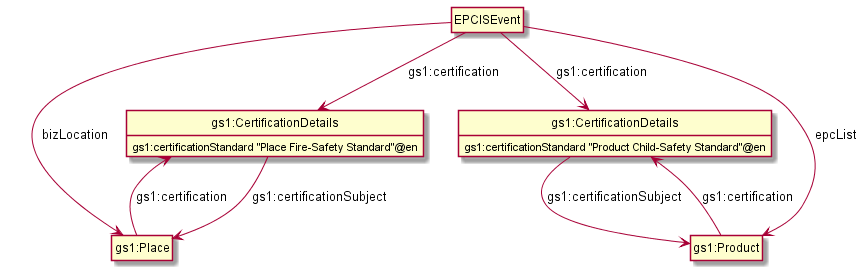 EPCISEvent
gs1:certification
gs1:certification
gs1:CertificationDetails
gs1:certificationStandard "Place Fire-Safety Standard"@en
gs1:CertificationDetails
gs1:certificationStandard "Product Child-Safety Standard"@en
bizLocation
epcList
gs1:certification
gs1:certificationSubject
gs1:certificationSubject
gs1:certification
gs1:Place
gs1:Product